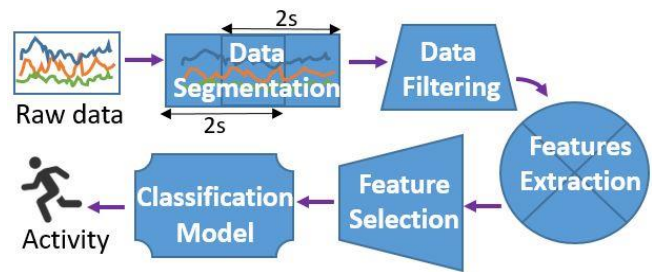 2s
Data
Segmentation
2s
Raw data
Data
Filtering
Features
Extraction
Feature
Selection
Classification
Model
Activity